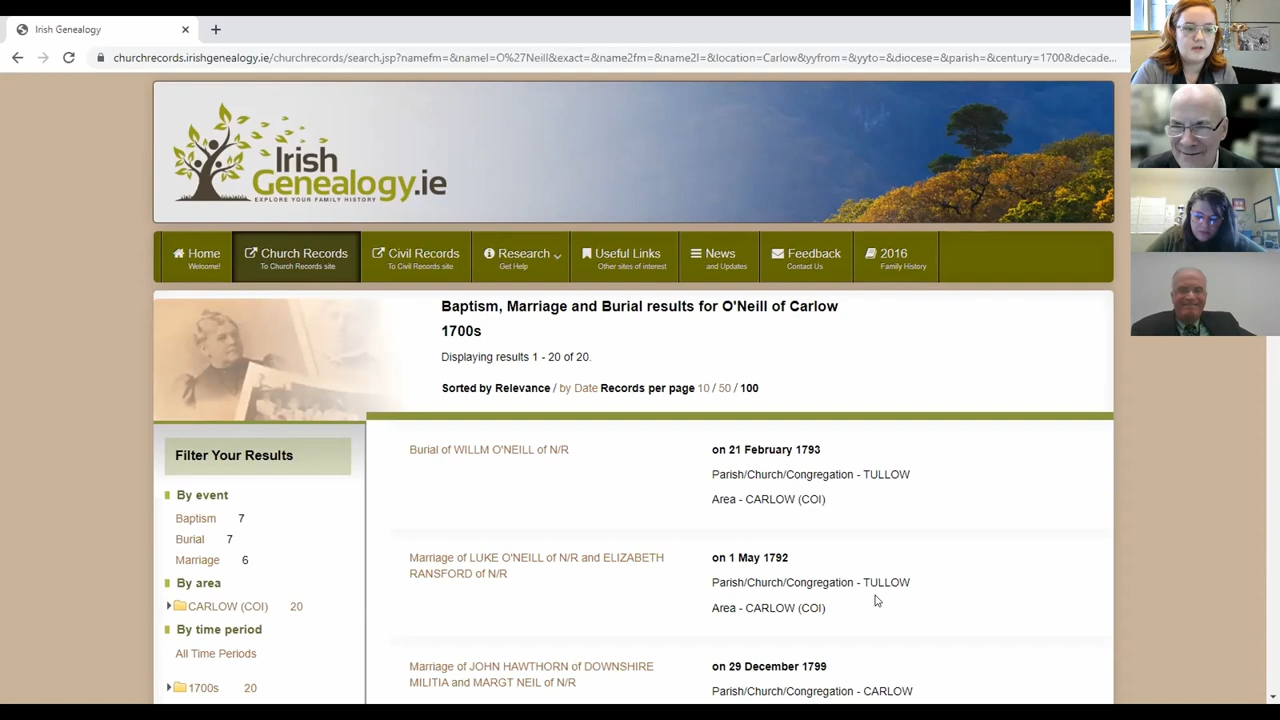 Irish Genealogy
churchrecords.irishgenealogy.ie/churchrecords/search.jsp?namefm=&namel=O%27Neill&exact=&name2fm=&name2l=&location=Carlow&yyfrom=&yyto=&diocese=&parish=&century=1700&decade...
Irish
Genealogy.ie
EXPLORE YOUR FAMILY HISTORY
Home Church Records Civil Records Research Useful Links News Feedback 2016
Welcome! To Church Records site To Civil Records site Get Help Other sites of interest and Updates Contact Us Family History
Baptism, Marriage and Burial results for O'Neill of Carlow
1700s
Displaying results 1 - 20 of 20.
Sorted by Relevance / by Date Records per page 10 / 50 / 100
Filter Your Results
By event
Baptism 7
Burial 7
Marriage 6
By area
CARLOW (COI) 20
By time period
All Time Periods
1700s 20
Burial of WILLM O'NEILL of N/R
on 21 February 1793
Parish/Church/Congregation - TULLOW
Area - CARLOW (COI)
Marriage of LUKE O'NEILL of N/R and ELIZABETH
RANSFORD of N/R
on 1 May 1792
Parish/Church/Congregation - TULLOW
Area - CARLOW (COI)
Marriage of JOHN HAWTHORN of DOWNSHIRE
MILITIA and MARGT NEIL of N/R
on 29 December 1799
Parish/Church/Congregation - CARLOW